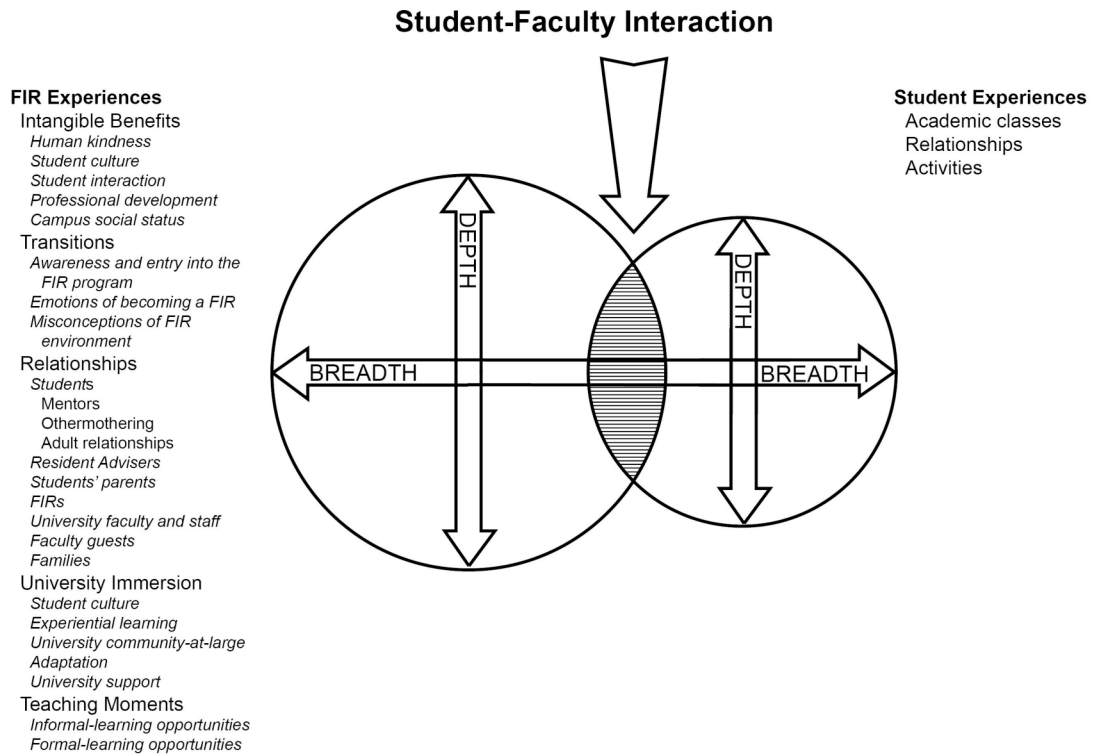 Student-Faculty Interaction
FIR Experiences
Intangible Benefits
Human kindness
Student culture
Student interaction
Professional development
Campus social status
Transitions
Awareness and entry into the
FIR program
Emotions of becoming a FIR
Misconceptions of FIR
environment
Relationships
Students
Mentors
Othermothering
Adult relationships
Resident Advisers
Students' parents
FIRs
University faculty and staff
Faculty guests
Families
University Immersion
Student culture
Experiential learning
University community-at-large
Adaptation
University support
Teaching Moments
Informal-learning opportunities
Formal-learning opportunities
DEPTH
BREADTH
DEPTH
BREADTH
Student Experiences
Academic classes
Relationships
Activities